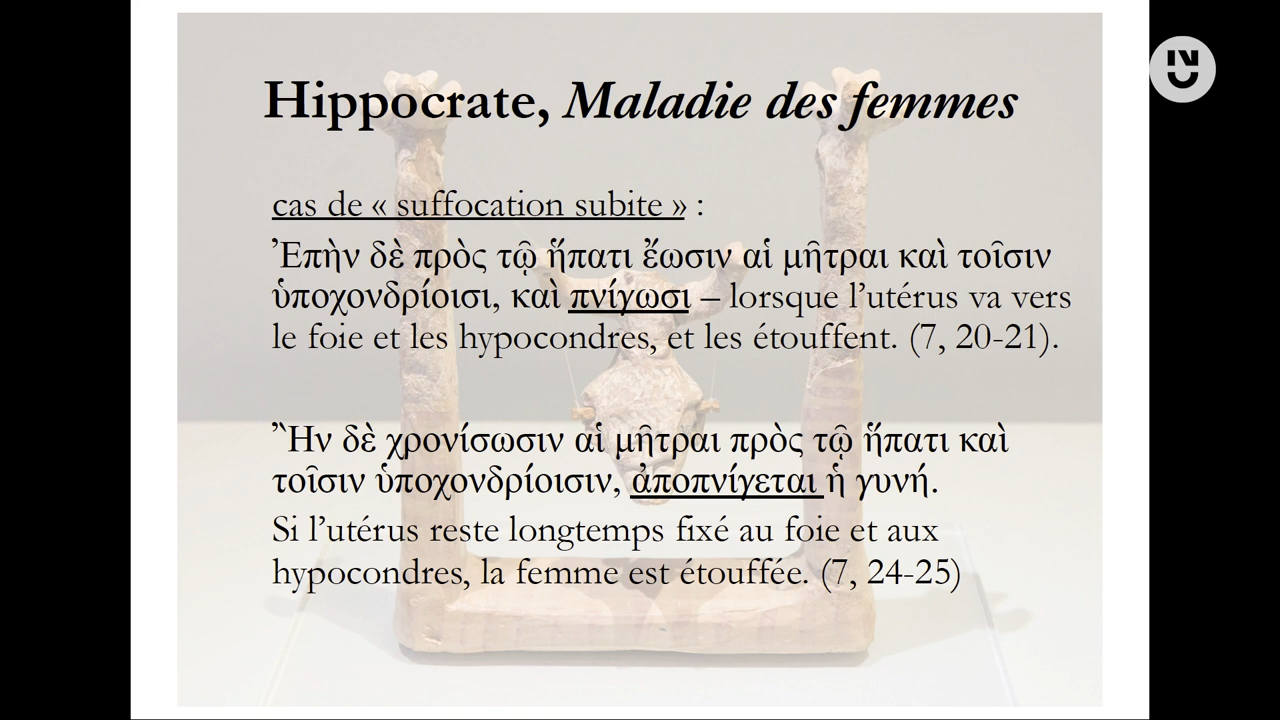 Hippocrate, Maladie des femmes
cas de « suffocation subite » :
Ἐπὴν δὲ πρὸς τῷ ἥπατι ἔωσιν αἱ μῆτραι καὶ τοῖσιν
ὑποχονδρίοισι, καὶ πνίγωσι – lorsque l’utérus va vers
le foie et les hypocondres, et les étouffent. (7, 20-21).
Ἢν δὲ χρονίσωσιν αἱ μῆτραι πρὸς τῷ ἥπατι καὶ
τοῖσιν ὑποχονδρίοισιν, ἀποπνίγεται ἡ γυνή.
Si l’utérus reste longtemps fixé au foie et aux
hypocondres, la femme est étouffée. (7, 24-25)